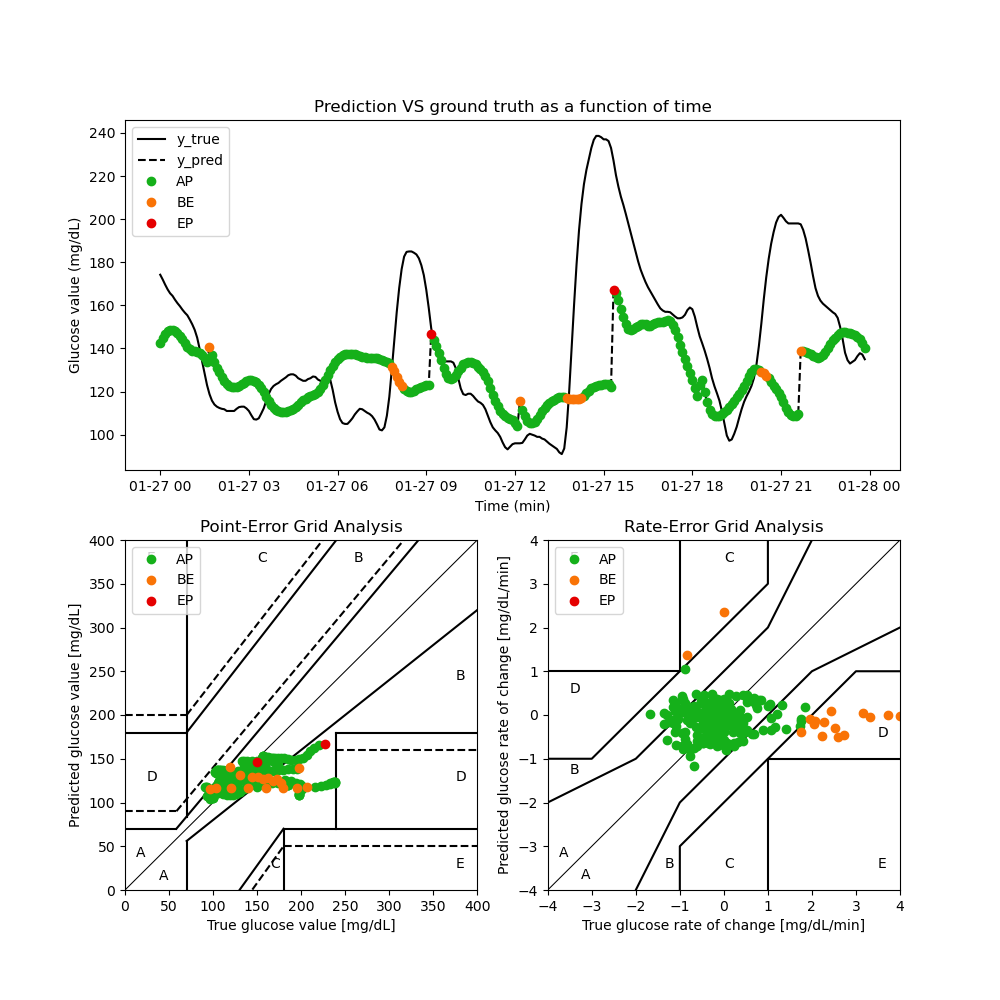 Prediction VS ground truth as a function of time
Glucose value (mg/dL)
240
220
200
180
160
140
120
100
y_true
y_pred
AP
BE
EP
01-27 00 01-27 03 01-27 06 01-27 09 01-27 12 01-27 15 01-27 18 01-27 21 01-28 00
Time (min)
Point-Error Grid Analysis
Predicted glucose value [mg/dL]
400
350
300
250
200
150
100
50
0
AP
BE
EP
C
B
B
D
D
A
A
C
E
0 50 100 150 200 250 300 350 400
True glucose value [mg/dL]
Rate-Error Grid Analysis
Predicted glucose rate of change [mg/dL/min]
4
3
2
1
0
−1
−2
−3
−4
AP
BE
EP
C
D
D
B
A
A
B
C
E
−4 −3 −2 −1 0 1 2 3 4
True glucose rate of change [mg/dL/min]